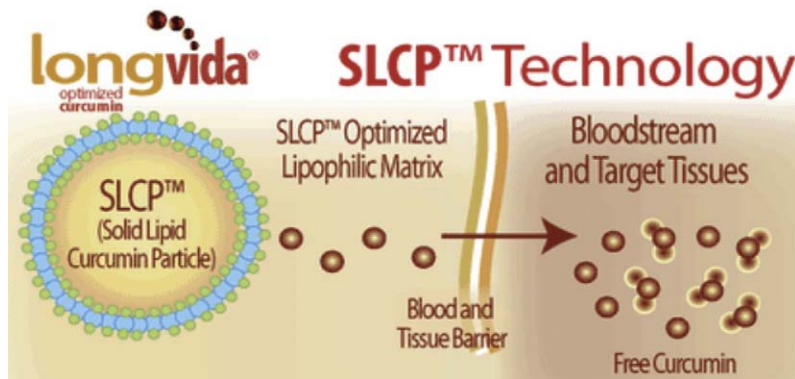 longvida®
optimized
curcumin
SLCP™ Technology
SLCP™
(Solid Lipid
Curcumin Particle)
SLCP™ Optimized
Lipophilic Matrix
Blood and
Tissue Barrier
Bloodstream
and Target Tissues
Free Curcumin